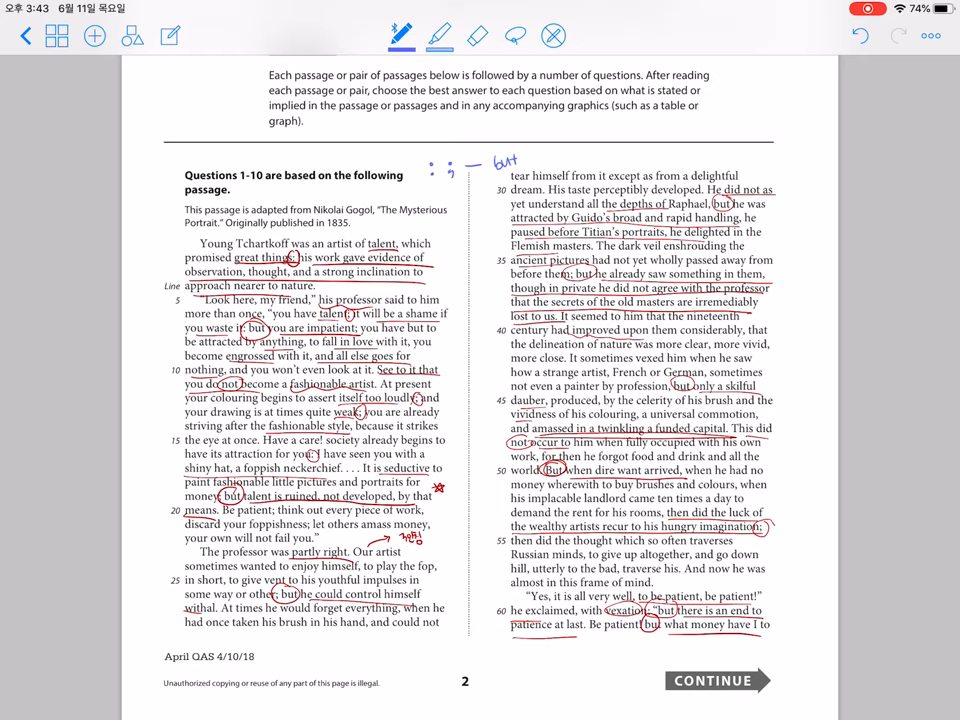 오후 3:43 6월 11일 목요일
74%
Each passage or pair of passages below is followed by a number of questions. After reading
each passage or pair, choose the best answer to each question based on what is stated or
implied in the passage or passages and in any accompanying graphics (such as a table or
graph).
: ; — but
Questions 1-10 are based on the following
passage.
This passage is adapted from Nikolai Gogol, "The Mysterious
Portrait." Originally published in 1835.
Young Tchartkoff was an artist of talent, which
promised great things; his work gave evidence of
observation, thought, and a strong inclination to
Line approach nearer to nature.
5 "Look here, my friend," his professor said to him
more than once, "you have talent; it will be a shame if
you waste it: but you are impatient; you have but to
be attracted by anything, to fall in love with it, you
become engrossed with it, and all else goes for
10 nothing, and you won't even look at it. See to it that
you do not become a fashionable artist. At present
your colouring begins to assert itself too loudly; and
your drawing is at times quite weak; you are already
striving after the fashionable style, because it strikes
15 the eye at once. Have a care! society already begins to
have its attraction for you: I have seen you with a
shiny hat, a foppish neckerchief. . . . It is seductive to
paint fashionable little pictures and portraits for
money; but talent is ruined, not developed, by that
20 means. Be patient; think out every piece of work,
discard your foppishness; let others amass money,
your own will not fail you."
The professor was partly right. Our artist
sometimes wanted to enjoy himself, to play the fop,
25 in short, to give vent to his youthful impulses in
some way or other; but he could control himself
withal. At times he would forget everything, when he
had once taken his brush in his hand, and could not
tear himself from it except as from a delightful
30 dream. His taste perceptibly developed. He did not as
yet understand all the depths of Raphael, but he was
attracted by Guido's broad and rapid handling, he
paused before Titian's portraits, he delighted in the
Flemish masters. The dark veil enshrouding the
35 ancient pictures had not yet wholly passed away from
before them; but he already saw something in them,
though in private he did not agree with the professor
that the secrets of the old masters are irremediably
lost to us. It seemed to him that the nineteenth
40 century had improved upon them considerably, that
the delineation of nature was more clear, more vivid,
more close. It sometimes vexed him when he saw
how a strange artist, French or German, sometimes
not even a painter by profession, but only a skilful
45 dauber, produced, by the celerity of his brush and the
vividness of his colouring, a universal commotion,
and amassed in a twinkling a funded capital. This did
not occur to him when fully occupied with his own
work, for then he forgot food and drink and all the
50 world. But when dire want arrived, when he had no
money wherewith to buy brushes and colours, when
his implacable landlord came ten times a day to
demand the rent for his rooms, then did the luck of
the wealthy artists recur to his hungry imagination;
55 then did the thought which so often traverses
Russian minds, to give up altogether, and go down
hill, utterly to the bad, traverse his. And now he was
almost in this frame of mind.
"Yes, it is all very well, to be patient, be patient!"
60 he exclaimed, with vexation; "but there is an end to
patience at last. Be patient! but what money have I to
April QAS 4/10/18
Unauthorized copying or reuse of any part of this page is illegal.
2
CONTINUE